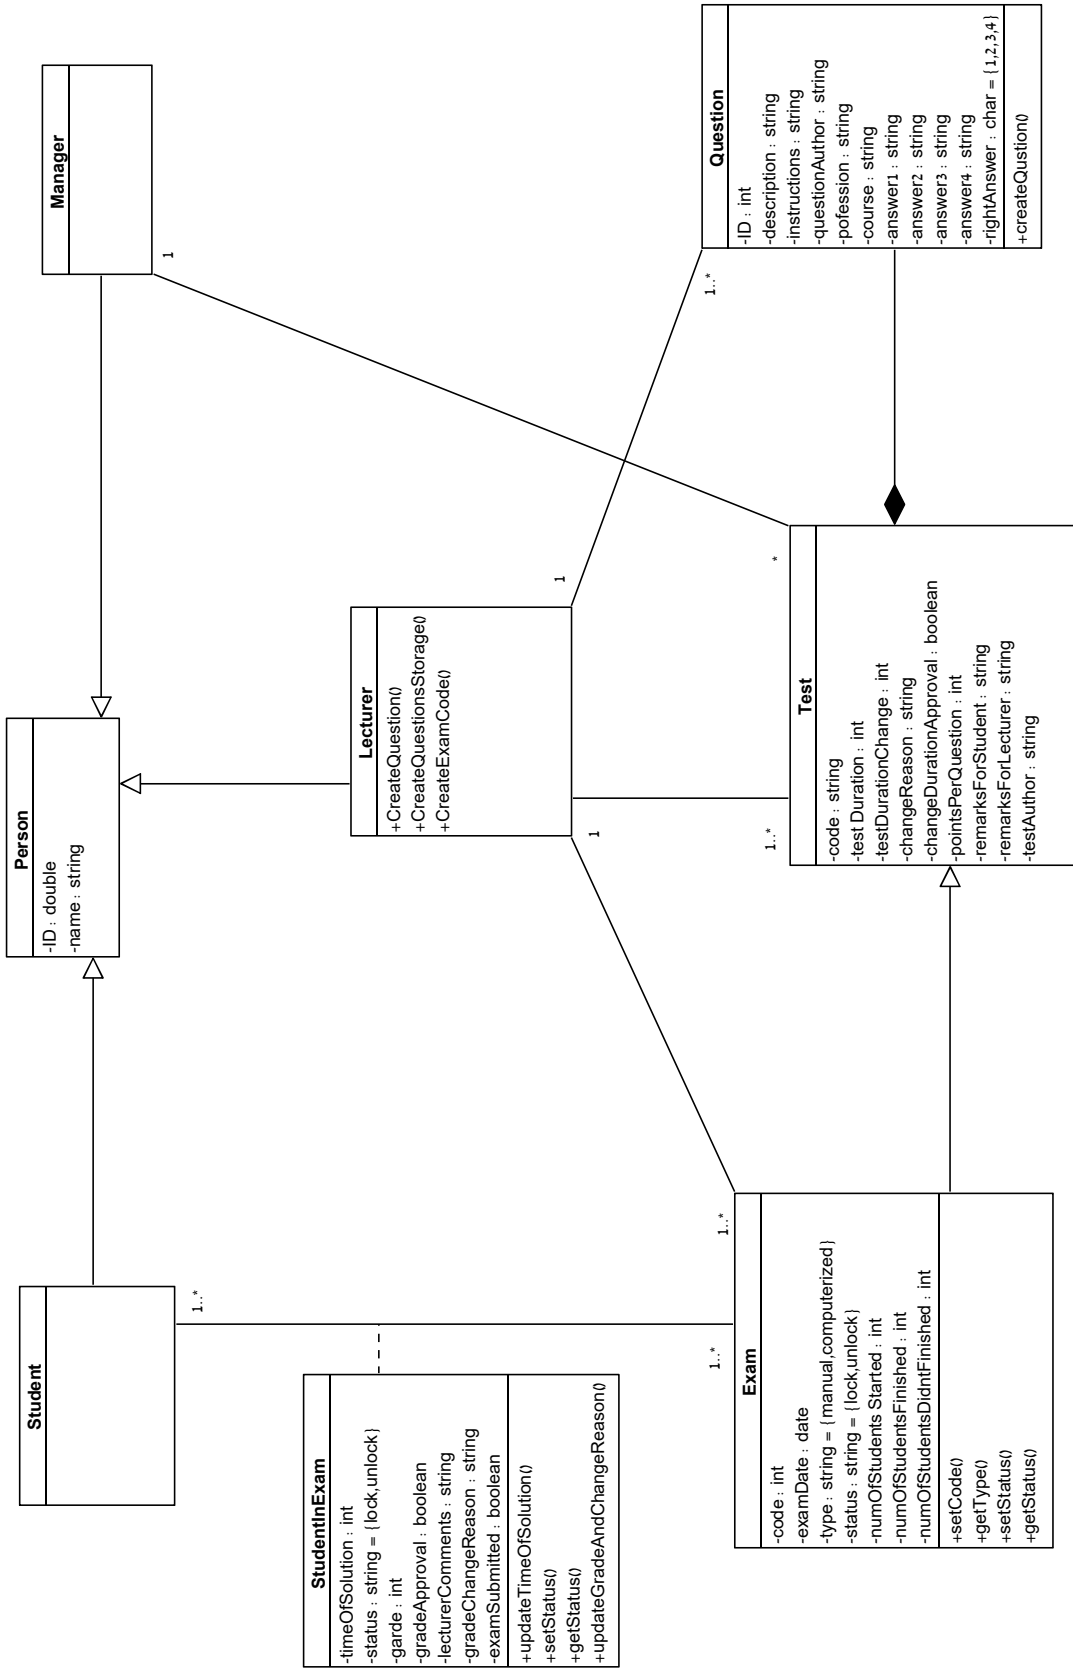 Student
Person
-ID : double
-name : string
Manager
1
1..*
StudentInExam
-timeOfSolution : int
-status : string = {lock,unlock}
-garde : int
-gradeApproval : boolean
-lecturerComments : string
-gradeChangeReason : string
-examSubmitted : boolean
+updateTimeOfSolution()
+setStatus()
+getStatus()
+updateGradeAndChangeReason()
Lecturer
+CreateQuestion()
+CreateQuestionsStorage()
+CreateExamCode()
1
1
1..*
1..*
1..*
*
1..*
Exam
-code : int
-examDate : date
-type : string = {manual,computerized}
-status : string = {lock,unlock}
-numOfStudents Started : int
-numOfStudentsFinished : int
-numOfStudentsDidntFinished : int
+setCode()
+getType()
+setStatus()
+getStatus()
Test
-code : string
-test Duration : int
-testDurationChange : int
-changeReason : string
-changeDurationApproval : boolean
-pointsPerQuestion : int
-remarksForStudent : string
-remarksForLecturer : string
-testAuthor : string
Question
-ID : int
-description : string
-instructions : string
-questionAuthor : string
-pofession : string
-course : string
-answer1 : string
-answer2 : string
-answer3 : string
-answer4 : string
-rightAnswer : char = {1,2,3,4}
+createQustion()